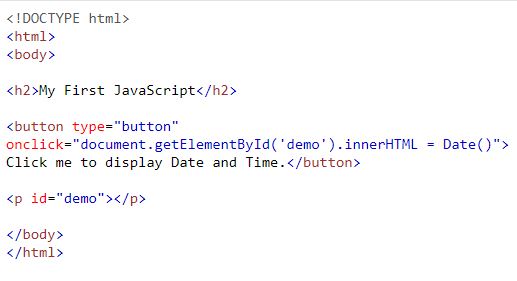 <!DOCTYPE html>
<html>
<body>
<h2>My First JavaScript</h2>
<button type="button"
onclick="document.getElementById('demo').innerHTML = Date()">
Click me to display Date and Time.</button>
<p id="demo"></p>
</body>
</html>